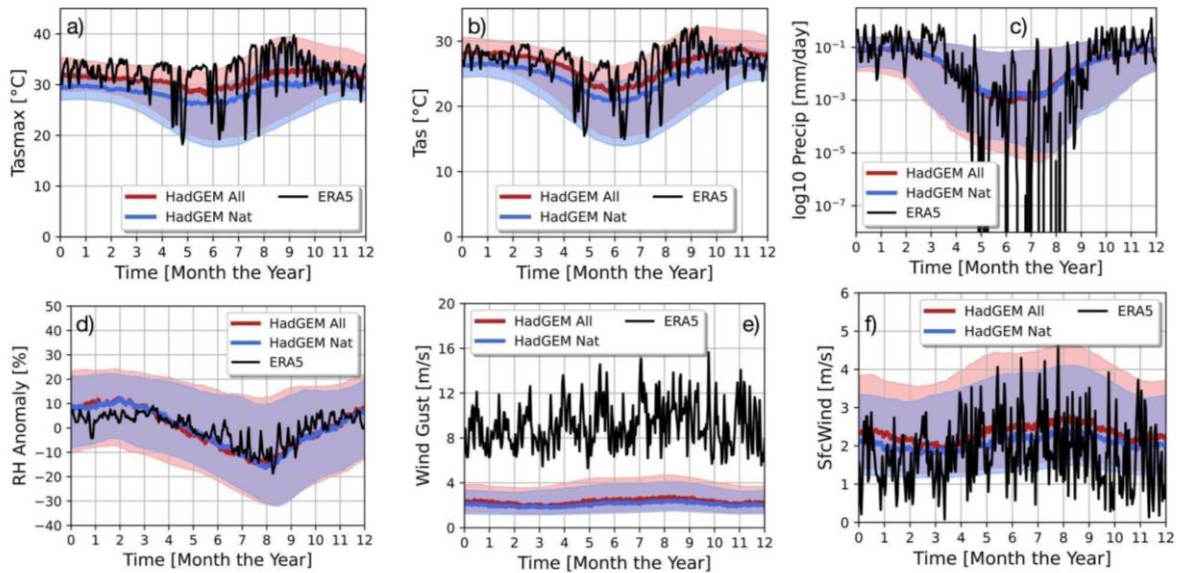 a)
Tasmax [°C]
40
30
20
10
0
HadGEM All
HadGEM Nat
ERA5
0 1 2 3 4 5 6 7 8 9 10 11 12
Time [Month the Year]
b)
Tas [°C]
30
20
10
0
HadGEM All
HadGEM Nat
ERA5
0 1 2 3 4 5 6 7 8 9 10 11 12
Time [Month the Year]
c)
log10 Precip [mm/day]
10-1
10-3
10-5
10-7
HadGEM All
HadGEM Nat
ERA5
0 1 2 3 4 5 6 7 8 9 10 11 12
Time [Month the Year]
d)
RH Anomaly [%]
50
40
30
20
10
0
−10
−20
−30
−40
HadGEM All
HadGEM Nat
ERA5
0 1 2 3 4 5 6 7 8 9 10 11 12
Time [Month the Year]
e)
Wind Gust [m/s]
20
16
12
8
4
0
HadGEM All
HadGEM Nat
ERA5
0 1 2 3 4 5 6 7 8 9 10 11 12
Time [Month the Year]
f)
SfcWind [m/s]
6
5
4
3
2
1
0
HadGEM All
HadGEM Nat
ERA5
0 1 2 3 4 5 6 7 8 9 10 11 12
Time [Month the Year]